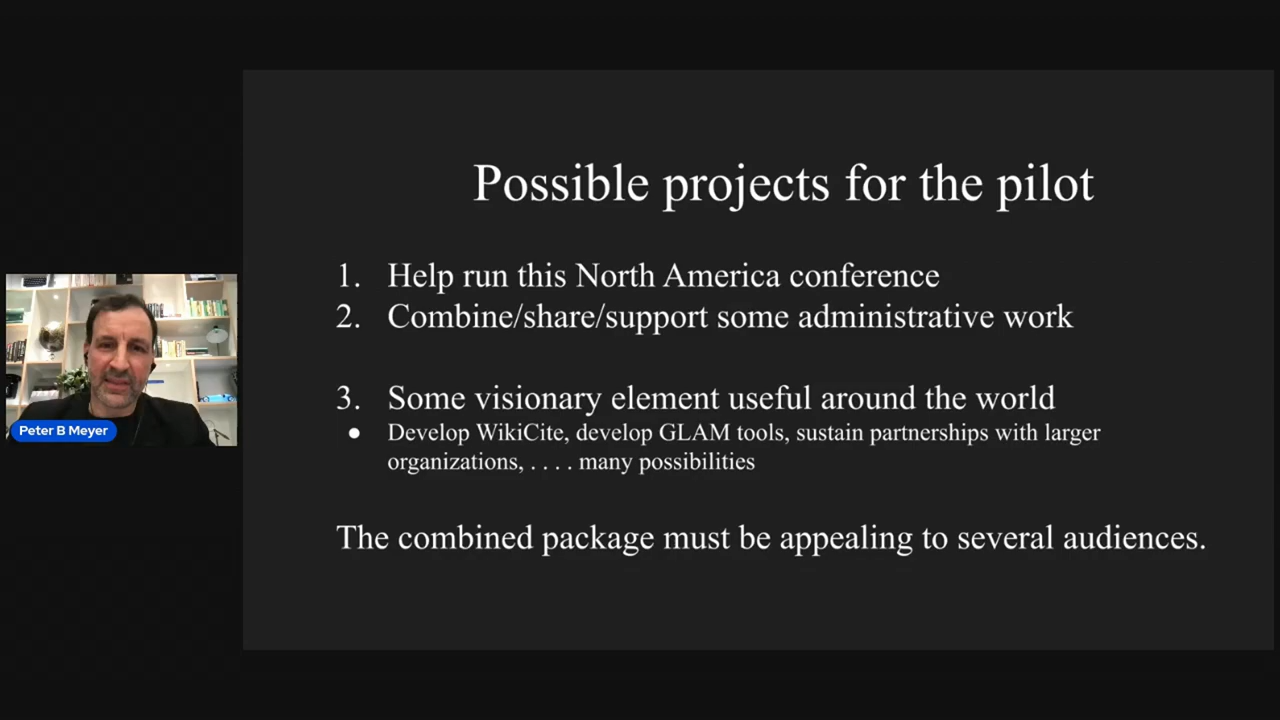 Possible projects for the pilot
1. Help run this North America conference
2. Combine/share/support some administrative work
3. Some visionary element useful around the world
● Develop WikiCite, develop GLAM tools, sustain partnerships with larger
organizations, . . . . many possibilities
The combined package must be appealing to several audiences.
Peter B Meyer